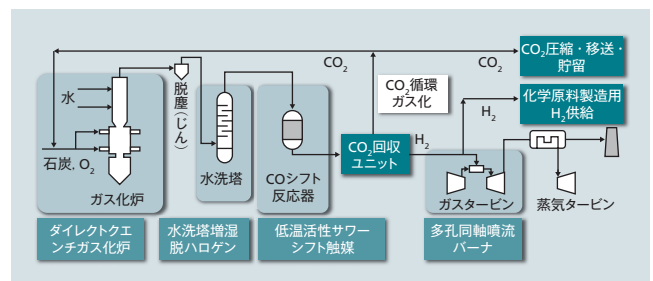 CO₂
CO₂
CO₂圧縮・移送・
貯留
水
脱塵(じん)
CO₂循環
ガス化
化学原料製造用
H₂供給
H₂
石炭, O₂
ガス化炉
水洗塔
COシフト
反応器
CO₂回収
ユニット
H₂
ガスタービン
蒸気タービン
ダイレクトクエ
ンチガス化炉
水洗塔増湿
脱ハロゲン
低温活性サワー
シフト触媒
多孔同軸噴流
バーナ